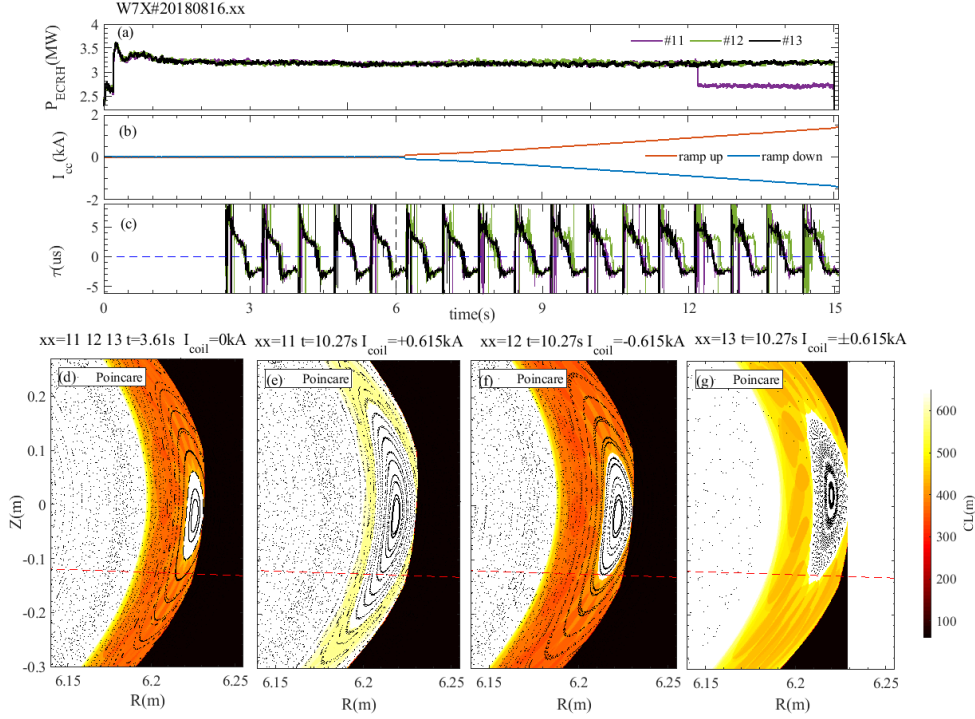 W7X#20180816.xx
(a)
#11 #12 #13
P_ECRH(MW)
4
3.5
3
2.5
(b)
I_cc(kA)
2
0
-2
ramp up ramp down
(c)
τ(us)
5
0
-5
0 3 6 9 12 15
time(s)
xx=11 12 13 t=3.61s I_coil=0kA
xx=11 t=10.27s I_coil=+0.615kA
xx=12 t=10.27s I_coil=-0.615kA
xx=13 t=10.27s I_coil=±0.615kA
(d) Poincare
(e) Poincare
(f) Poincare
(g) Poincare
Z(m)
0.2
0.1
0
-0.1
-0.2
-0.3
6.15 6.2 6.25
R(m)
6.15 6.2 6.25
R(m)
6.15 6.2 6.25
R(m)
6.15 6.2 6.25
R(m)
600
500
400
300
200
100
CL(m)